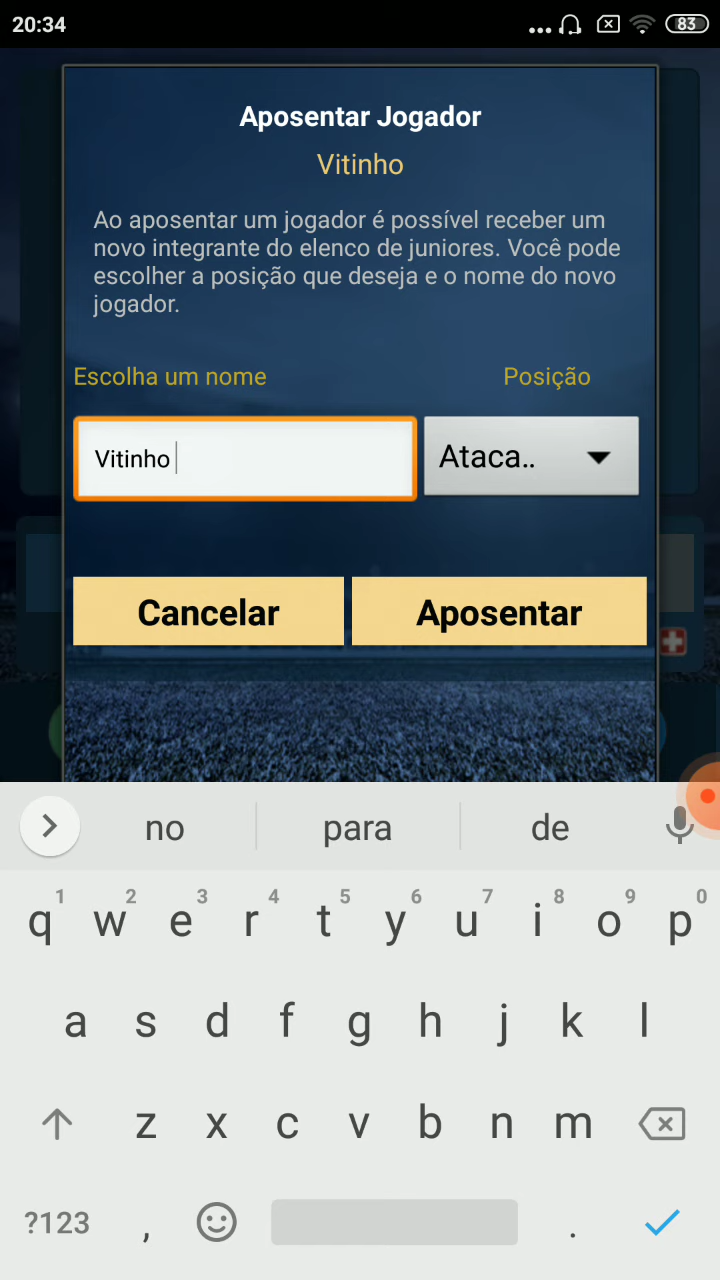 20:34
83
Aposentar Jogador
Vitinho
Ao aposentar um jogador é possível receber um
novo integrante do elenco de juniores. Você pode
escolher a posição que deseja e o nome do novo
jogador.
Escolha um nome Posição
Vitinho Ataca..
Cancelar Aposentar
no para de
1 2 3 4 5 6 7 8 9 0
q w e r t y u i o p
a s d f g h j k l
z x c v b n m
?123 , .